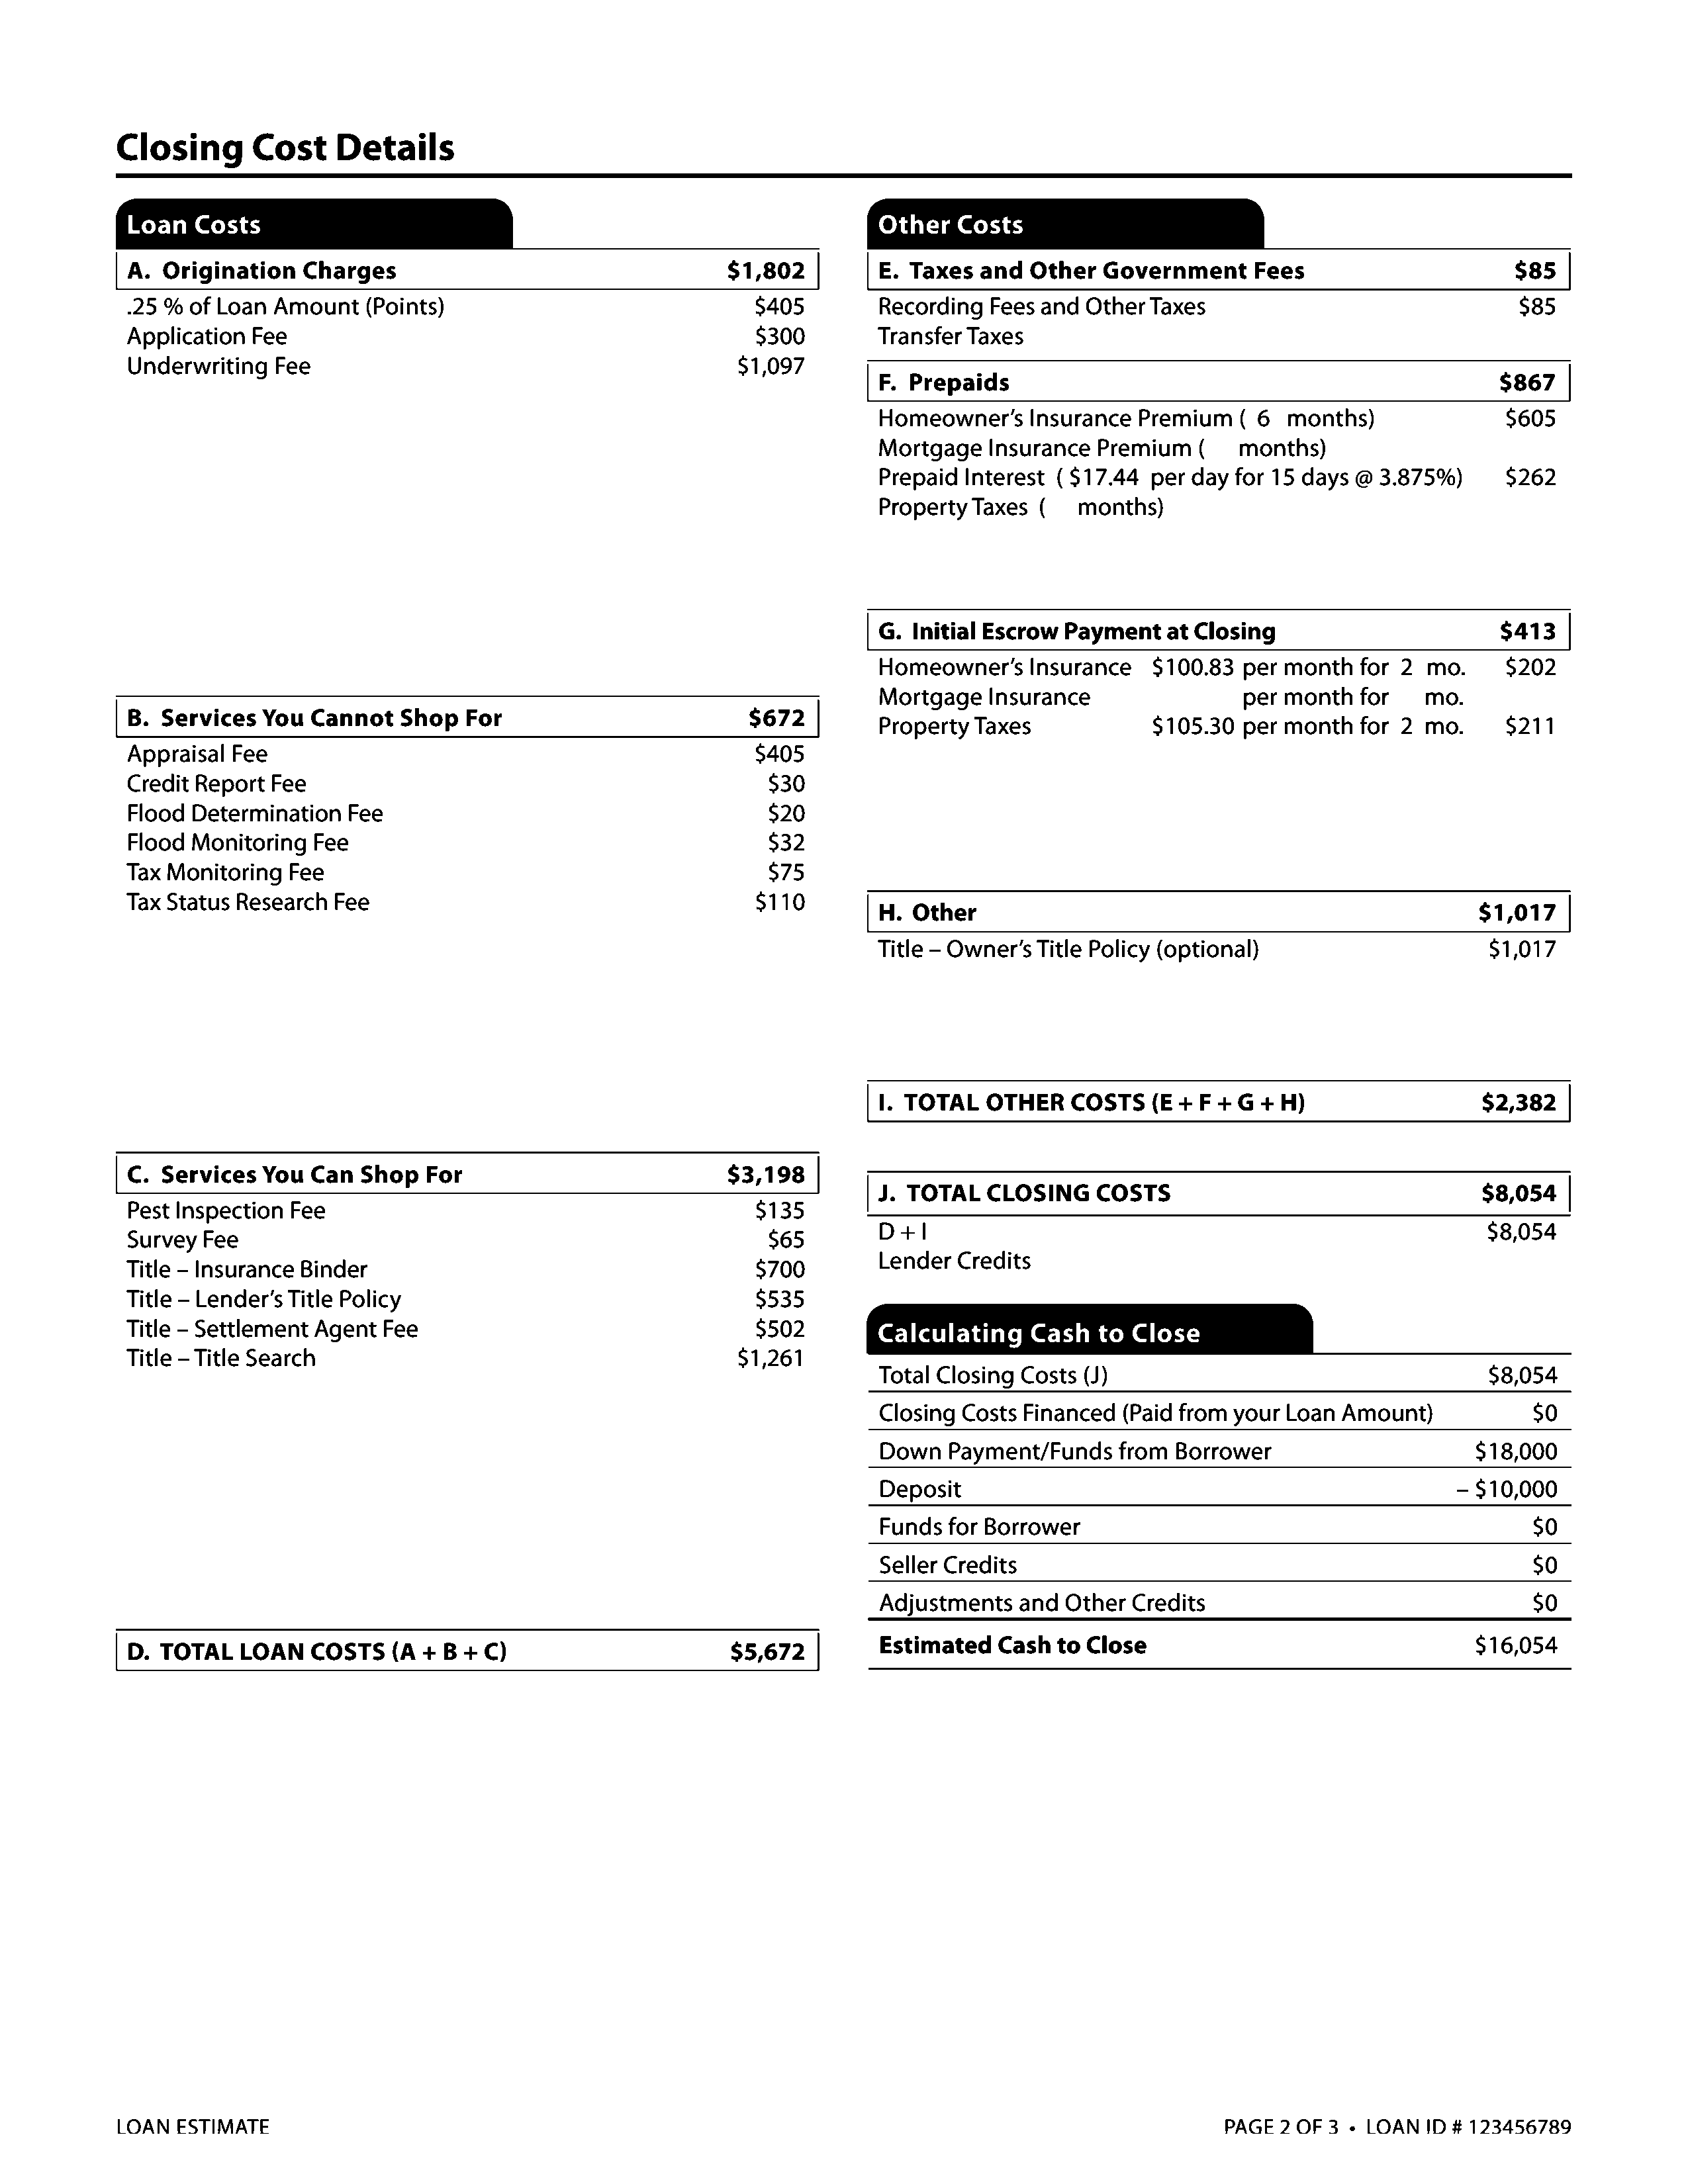 Closing Cost Details
Loan Costs
A. Origination Charges $1,802
.25 % of Loan Amount (Points) $405
Application Fee $300
Underwriting Fee $1,097
B. Services You Cannot Shop For $672
Appraisal Fee $405
Credit Report Fee $30
Flood Determination Fee $20
Flood Monitoring Fee $32
Tax Monitoring Fee $75
Tax Status Research Fee $110
C. Services You Can Shop For $3,198
Pest Inspection Fee $135
Survey Fee $65
Title – Insurance Binder $700
Title – Lender’s Title Policy $535
Title – Settlement Agent Fee $502
Title – Title Search $1,261
D. TOTAL LOAN COSTS (A + B + C) $5,672
Other Costs
E. Taxes and Other Government Fees $85
Recording Fees and Other Taxes $85
Transfer Taxes
F. Prepaids $867
Homeowner’s Insurance Premium ( 6 months) $605
Mortgage Insurance Premium ( months)
Prepaid Interest ( $17.44 per day for 15 days @ 3.875%) $262
Property Taxes ( months)
G. Initial Escrow Payment at Closing $413
Homeowner’s Insurance $100.83 per month for 2 mo. $202
Mortgage Insurance per month for mo.
Property Taxes $105.30 per month for 2 mo. $211
H. Other $1,017
Title – Owner’s Title Policy (optional) $1,017
I. TOTAL OTHER COSTS (E + F + G + H) $2,382
J. TOTAL CLOSING COSTS $8,054
D + I $8,054
Lender Credits
Calculating Cash to Close
Total Closing Costs (J) $8,054
Closing Costs Financed (Paid from your Loan Amount) $0
Down Payment/Funds from Borrower $18,000
Deposit – $10,000
Funds for Borrower $0
Seller Credits $0
Adjustments and Other Credits $0
Estimated Cash to Close $16,054
LOAN ESTIMATE PAGE 2 OF 3 • LOAN ID # 123456789